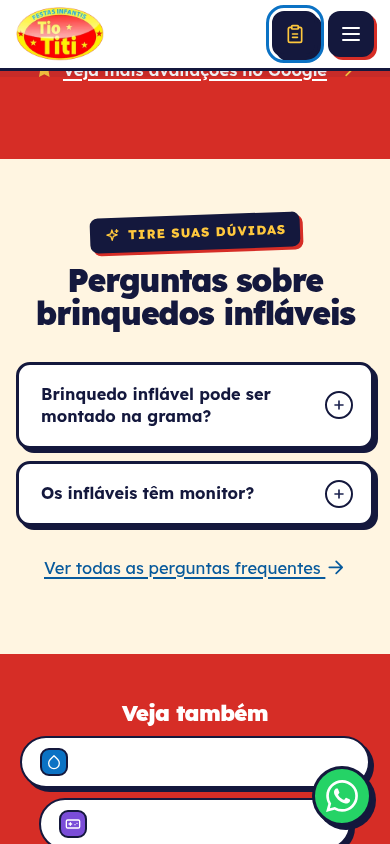 FESTAS INFANTIS
Tio
Titi
Veja mais avaliações no Google
TIRE SUAS DÚVIDAS
Perguntas sobre
brinquedos infláveis
Brinquedo inflável pode ser
montado na grama?
Os infláveis têm monitor?
Ver todas as perguntas frequentes
Veja também